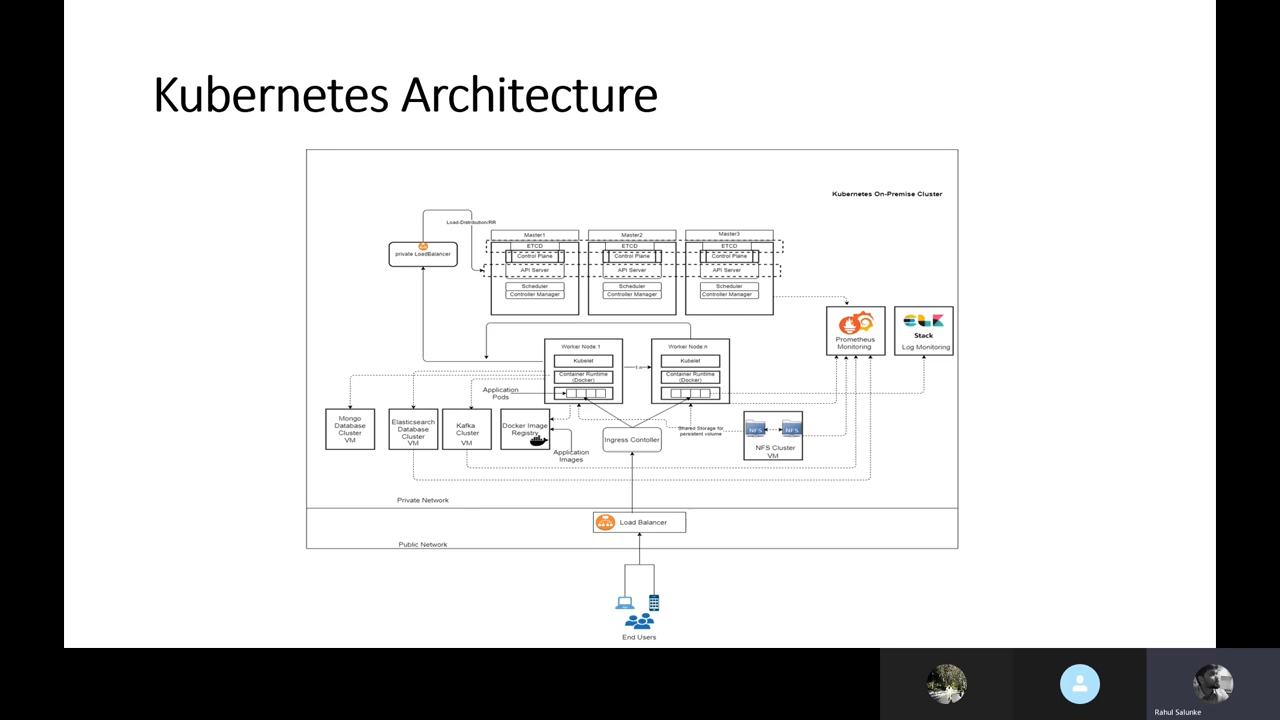 Kubernetes Architecture
Kubernetes On-Premise Cluster
Load-Distribution/RR
private LoadBalancer
Master1
ETCD
Control Plane
API Server
Scheduler
Controller Manager
Master2
ETCD
Control Plane
API Server
Scheduler
Controller Manager
Master3
ETCD
Control Plane
API Server
Scheduler
Controller Manager
Prometheus
Monitoring
ELK
Stack
Log Monitoring
Worker Node:1
Kubelet
Container Runtime
(Docker)
Worker Node:n
Kubelet
Container Runtime
(Docker)
Application
Pods
Mongo
Database
Cluster
VM
Elasticsearch
Database
Cluster
VM
Kafka
Cluster
VM
Docker Image
Registry
Application
Images
Ingress Contoller
Shared Storage for
persistent volume
NFS
NFS
NFS Cluster
VM
Private Network
Load Balancer
Public Network
End Users
Rahul Salunke